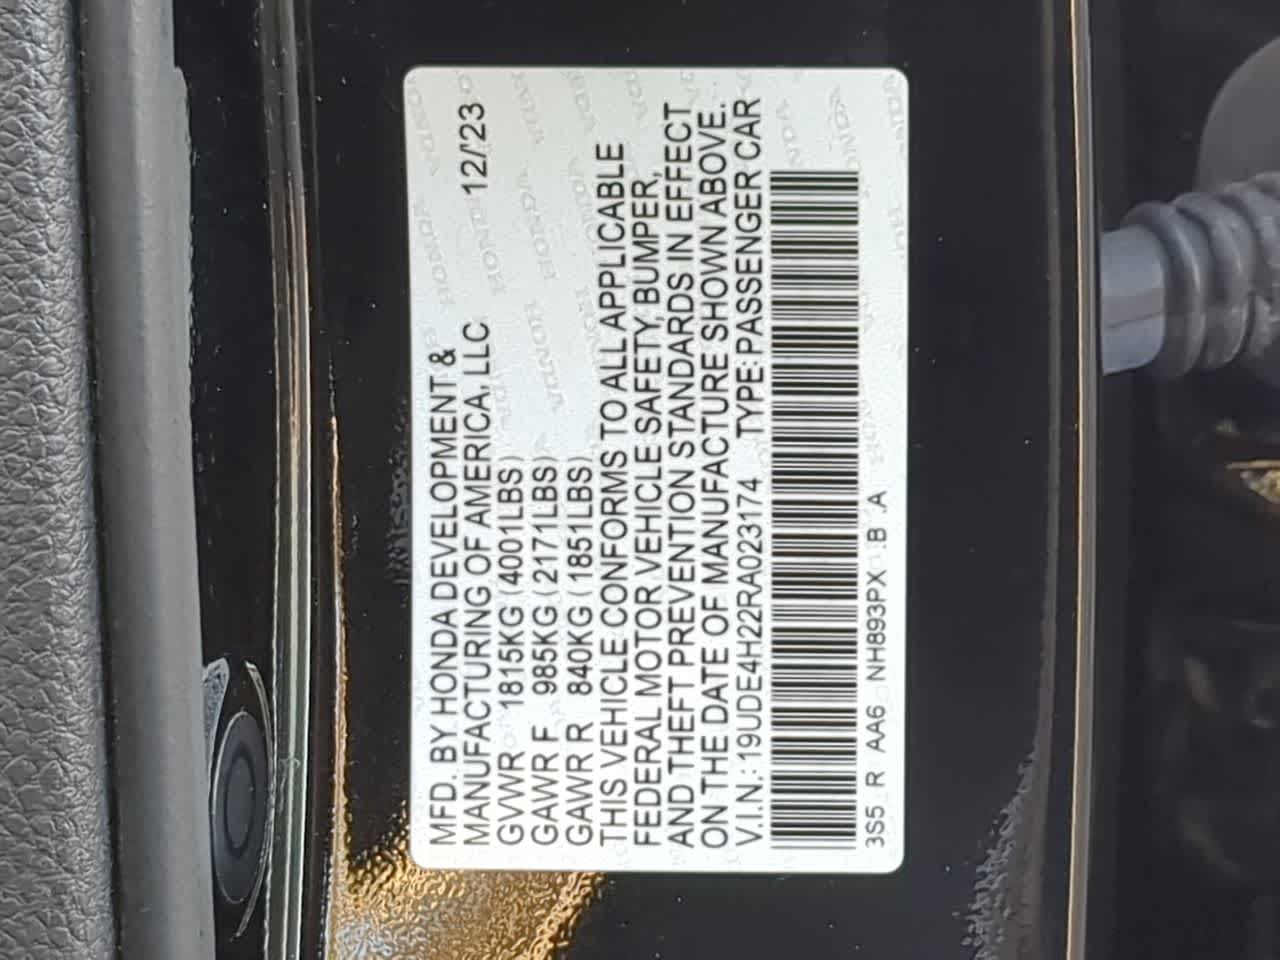 MFD. BY HONDA DEVELOPMENT &
MANUFACTURING OF AMERICA, LLC 12/'23
GVWR 1815KG (4001LBS)
GAWR F 985KG (2171LBS)
GAWR R 840KG (1851LBS)
THIS VEHICLE CONFORMS TO ALL APPLICABLE
FEDERAL MOTOR VEHICLE SAFETY, BUMPER,
AND THEFT PREVENTION STANDARDS IN EFFECT
ON THE DATE OF MANUFACTURE SHOWN ABOVE.
V.I.N.: 19UDE4H22RA023174 TYPE: PASSENGER CAR
3S5 R AA6 NH893PX B A